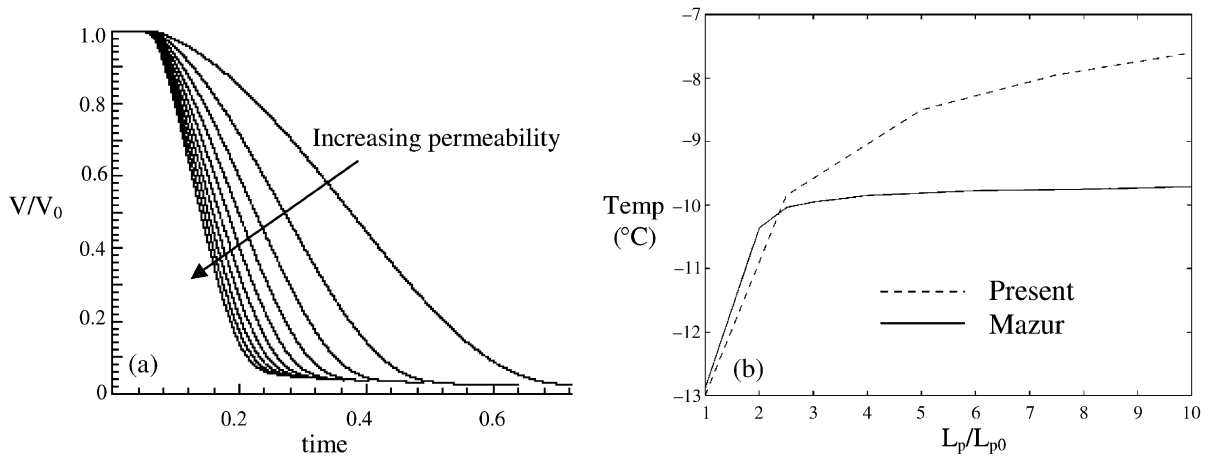 1.0
0.8
0.6
0.4
0.2
0
V/V0
Increasing permeability
(a)
0.2
0.4
0.6
time
−7
−8
−9
−10
−11
−12
−13
Temp
(°C)
Present
Mazur
(b)
1 2 3 4 5 6 7 8 9 10
Lp/Lp0